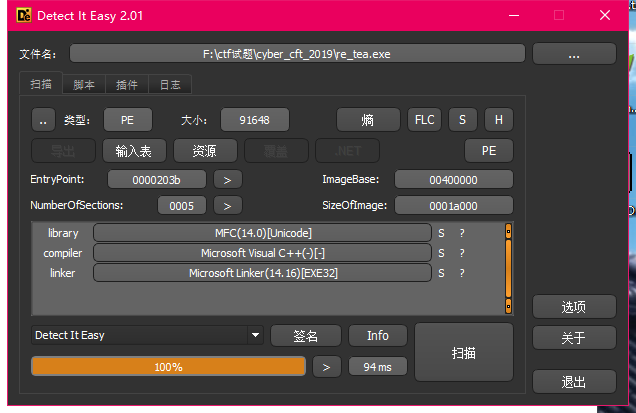 Detect It Easy 2.01
文件名： F:\ctf试题\cyber_cft_2019\re_tea.exe ...
扫描 脚本 插件 日志
.. 类型： PE 大小： 91648 熵 FLC S H
导出 输入表 资源 覆盖 .NET PE
EntryPoint: 0000203b > ImageBase: 00400000
NumberOfSections: 0005 > SizeOfImage: 0001a000
library MFC(14.0)[Unicode] S ?
compiler Microsoft Visual C++(-)[-] S ?
linker Microsoft Linker(14.16)[EXE32] S ?
选项
Detect It Easy 签名 Info 扫描 关于
100% > 94 ms
退出